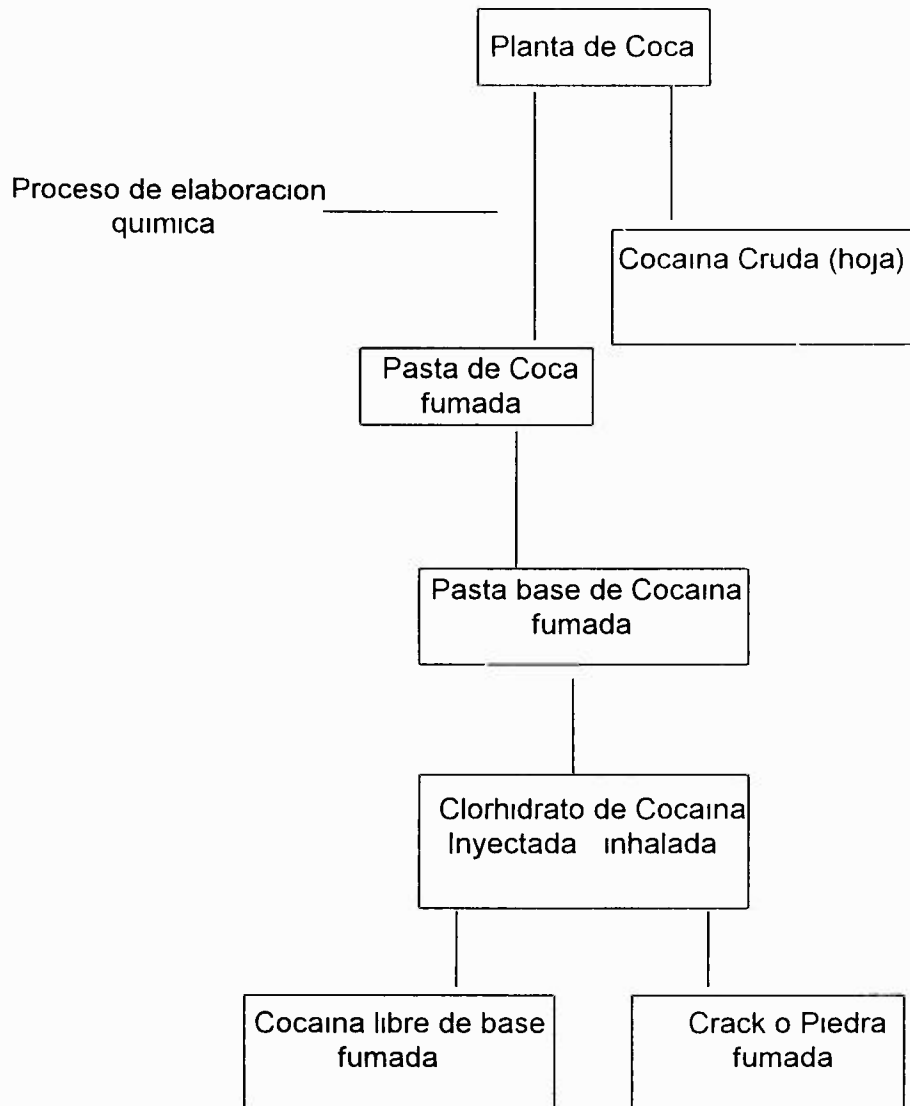 Planta de Coca
Proceso de elaboracion
quimica
Cocaina Cruda (hoja)
Pasta de Coca
fumada
Pasta base de Cocaina
fumada
Clorhidrato de Cocaina
Inyectada inhalada
Cocaina libre de base
fumada
Crack o Piedra
fumada